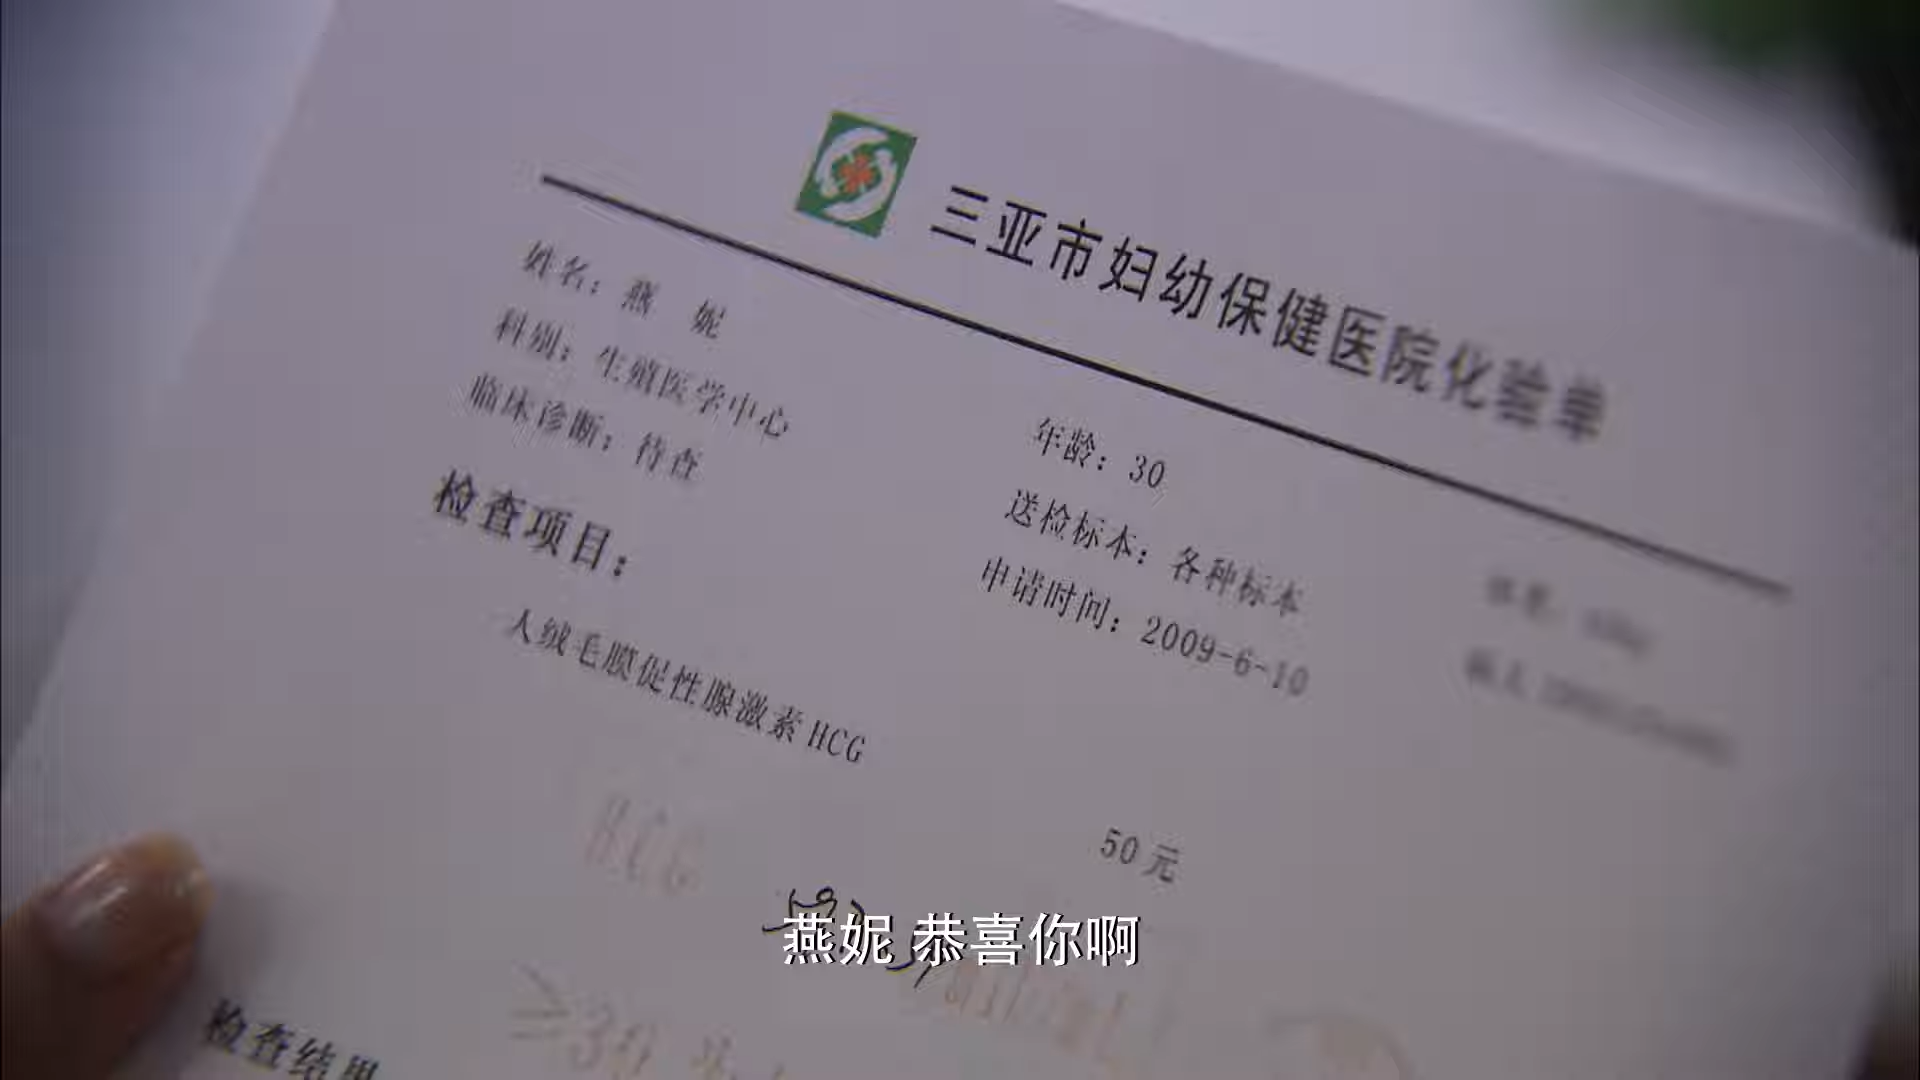 三亚市妇幼保健医院化验单
姓名：燕 妮
年龄：30
科别：生殖医学中心
送检标本：各种标本
临床诊断：待查
申请时间：2009-6-10
检查项目：
人绒毛膜促性腺激素HCG
50元
HCG
燕妮 恭喜你啊
检查结果